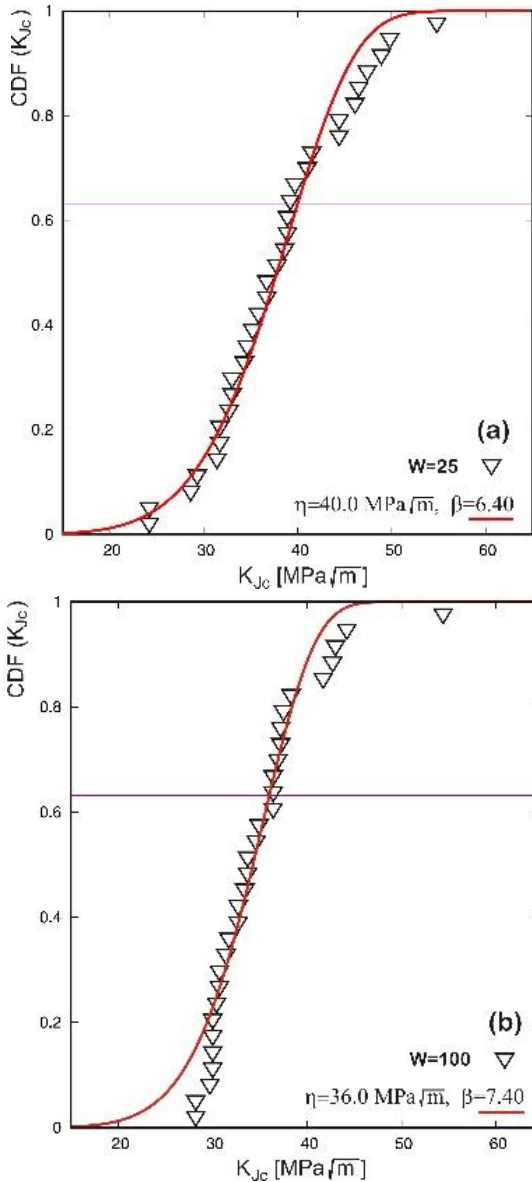 1
0.8
0.6
0.4
0.2
0
CDF (K_Jc)
(a)
W=25
η=40.0 MPa√m, β=6.40
20 30 40 50 60
K_Jc [MPa√m]
1
0.8
0.6
0.4
0.2
0
CDF (K_Jc)
(b)
W=100
η=36.0 MPa√m, β=7.40
20 30 40 50 60
K_Jc [MPa√m]